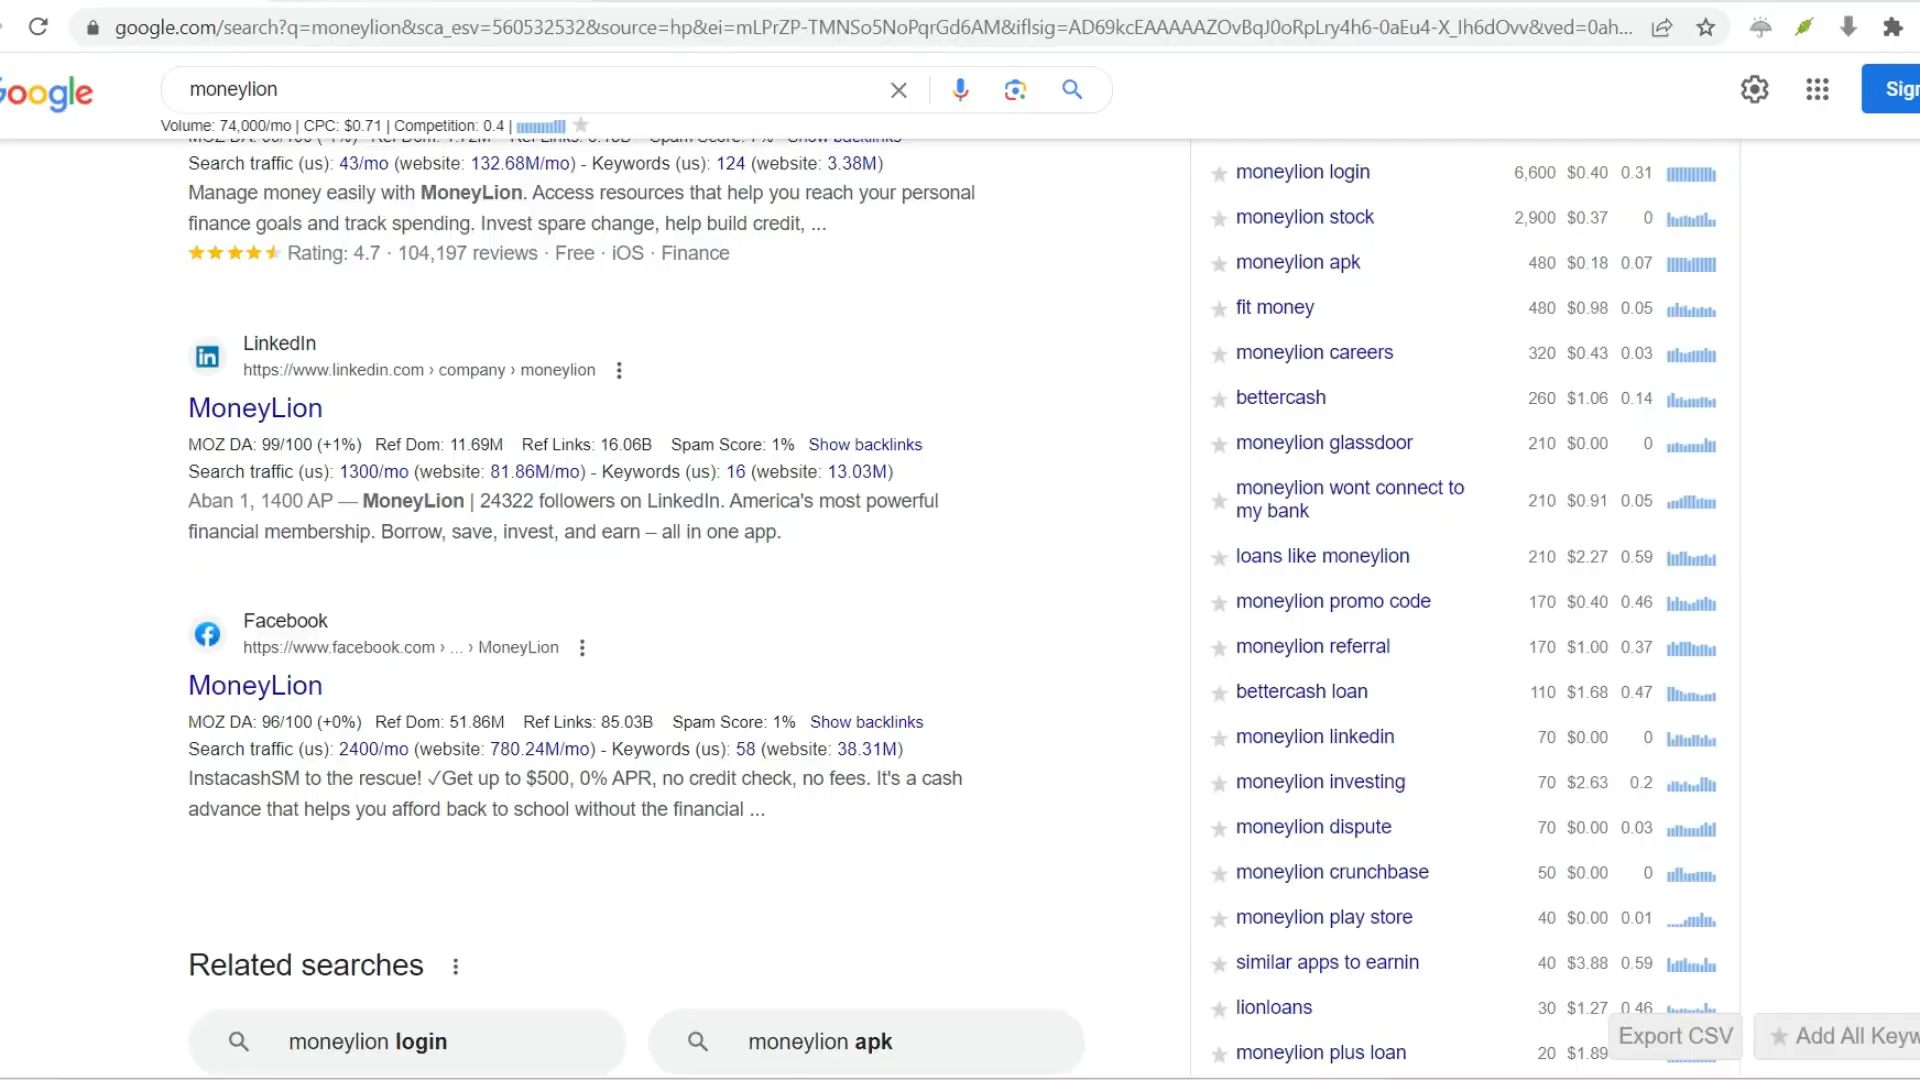 google.com/search?q=moneylion&sca_esv=560532532&source=hp&ei=mLPrZP-TMNSo5NoPqrGd6AM&iflsig=AD69kcEAAAAAZOvBqJ0oRpLry4h6-0aEu4-X_Ih6dOvv&ved=0ah...
Google
moneylion
Sign
Volume: 74,000/mo | CPC: $0.71 | Competition: 0.4 |
Search traffic (us): 43/mo (website: 132.68M/mo) - Keywords (us): 124 (website: 3.38M)
Manage money easily with MoneyLion. Access resources that help you reach your personal
finance goals and track spending. Invest spare change, help build credit, ...
Rating: 4.7 · 104,197 reviews · Free · iOS · Finance
LinkedIn
https://www.linkedin.com › company › moneylion
MoneyLion
MOZ DA: 99/100 (+1%) Ref Dom: 11.69M Ref Links: 16.06B Spam Score: 1% Show backlinks
Search traffic (us): 1300/mo (website: 81.86M/mo) - Keywords (us): 16 (website: 13.03M)
Aban 1, 1400 AP — MoneyLion | 24322 followers on LinkedIn. America's most powerful
financial membership. Borrow, save, invest, and earn – all in one app.
Facebook
https://www.facebook.com › ... › MoneyLion
MoneyLion
MOZ DA: 96/100 (+0%) Ref Dom: 51.86M Ref Links: 85.03B Spam Score: 1% Show backlinks
Search traffic (us): 2400/mo (website: 780.24M/mo) - Keywords (us): 58 (website: 38.31M)
InstacashSM to the rescue! ✓Get up to $500, 0% APR, no credit check, no fees. It's a cash
advance that helps you afford back to school without the financial ...
Related searches
moneylion login
moneylion apk
moneylion login 6,600 $0.40 0.31
moneylion stock 2,900 $0.37 0
moneylion apk 480 $0.18 0.07
fit money 480 $0.98 0.05
moneylion careers 320 $0.43 0.03
bettercash 260 $1.06 0.14
moneylion glassdoor 210 $0.00 0
moneylion wont connect to
my bank 210 $0.91 0.05
loans like moneylion 210 $2.27 0.59
moneylion promo code 170 $0.40 0.46
moneylion referral 170 $1.00 0.37
bettercash loan 110 $1.68 0.47
moneylion linkedin 70 $0.00 0
moneylion investing 70 $2.63 0.2
moneylion dispute 70 $0.00 0.03
moneylion crunchbase 50 $0.00 0
moneylion play store 40 $0.00 0.01
similar apps to earnin 40 $3.88 0.59
lionloans 30 $1.27 0.46
moneylion plus loan 20 $1.89
Export CSV
Add All Keyw